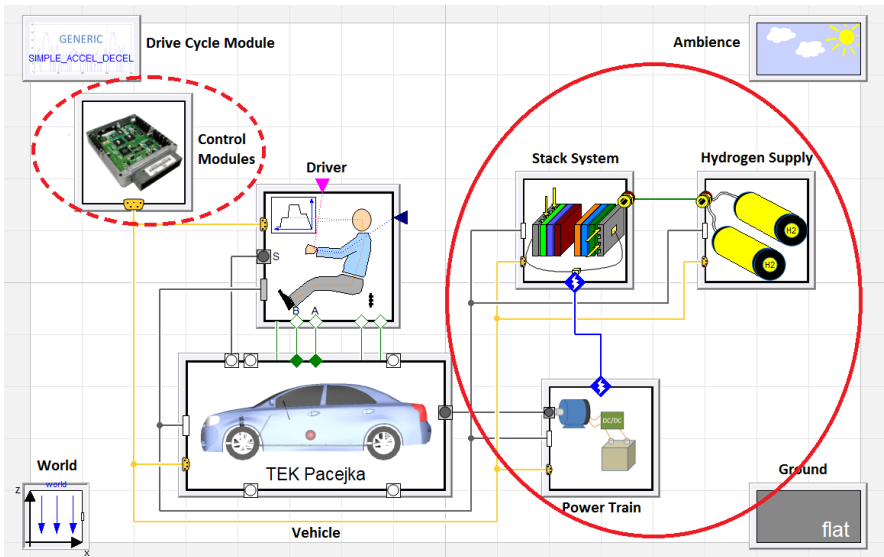 GENERIC
SIMPLE_ACCEL_DECEL
Drive Cycle Module
Ambience
Control
Modules
Driver
Stack System
Hydrogen Supply
S
H2
H2
B A
DC/DC
TEK Pacejka
World
world
z
x
Vehicle
Power Train
Ground
flat